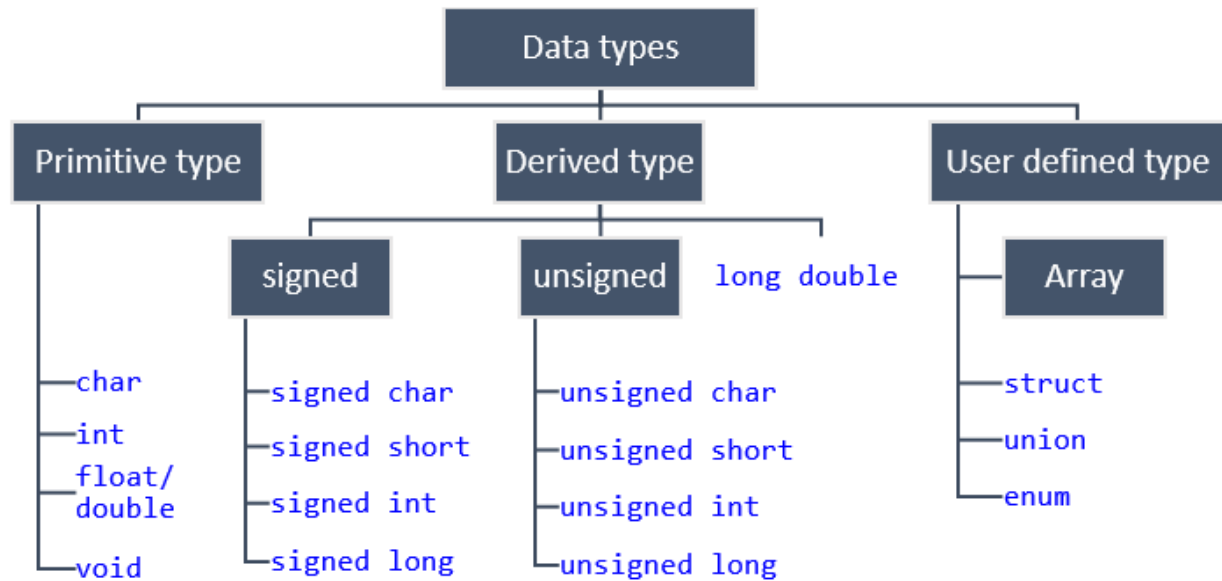 Data types
Primitive type
Derived type
User defined type
signed
unsigned
long double
Array
char
int
float/
double
void
signed char
signed short
signed int
signed long
unsigned char
unsigned short
unsigned int
unsigned long
struct
union
enum